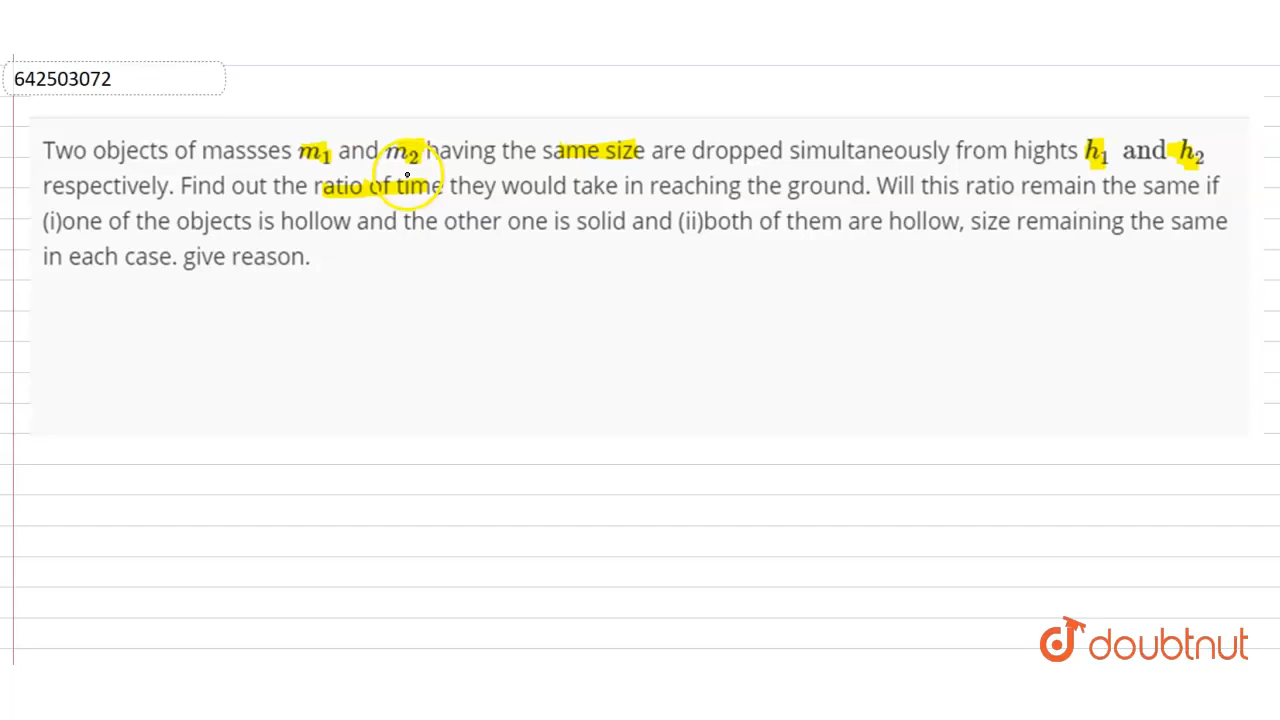 642503072
Two objects of massses m₁ and m₂ having the same size are dropped simultaneously from hights h₁ and h₂
respectively. Find out the ratio of time they would take in reaching the ground. Will this ratio remain the same if
(i)one of the objects is hollow and the other one is solid and (ii)both of them are hollow, size remaining the same
in each case. give reason.
doubtnut